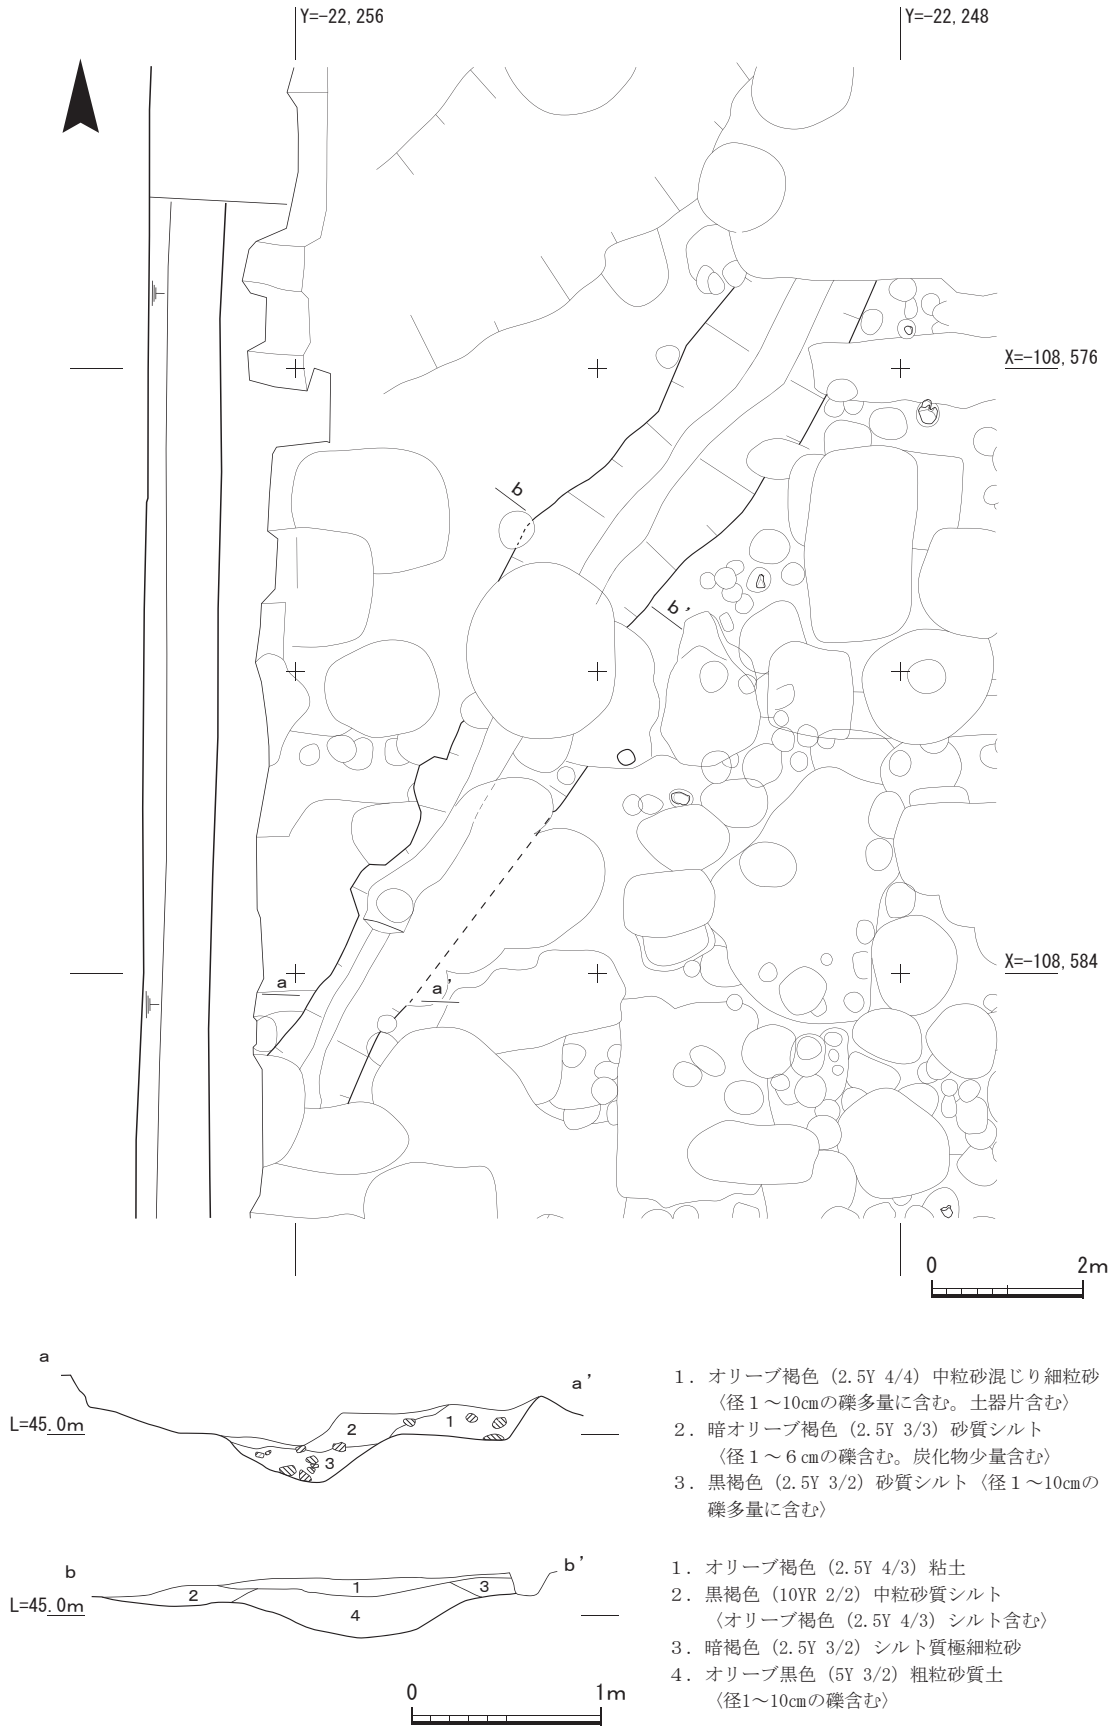 Y=-22,256
Y=-22,248
X=-108,576
b
b'
X=-108,584
a
a'
0 2m
a
a'
L=45.0m
1
2
3
1．オリーブ褐色（2.5Y 4/4）中粒砂混じり細粒砂
〈径１～10㎝の礫多量に含む。土器片含む〉
2．暗オリーブ褐色（2.5Y 3/3）砂質シルト
〈径１～６㎝の礫含む。炭化物少量含む〉
3．黒褐色（2.5Y 3/2）砂質シルト〈径１～10㎝の
礫多量に含む〉
b
b'
L=45.0m
1
2
3
4
1．オリーブ褐色（2.5Y 4/3）粘土
2．黒褐色（10YR 2/2）中粒砂質シルト
〈オリーブ褐色（2.5Y 4/3）シルト含む〉
3．暗褐色（2.5Y 3/2）シルト質極細粒砂
4．オリーブ黒色（5Y 3/2）粗粒砂質土
〈径1～10㎝の礫含む〉
0 1m